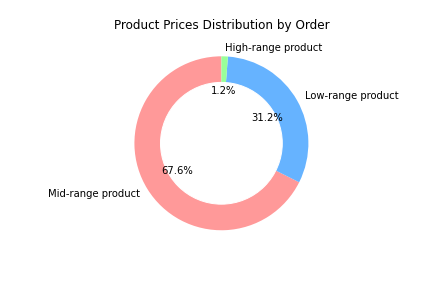 Product Prices Distribution by Order
High-range product
1.2%
Low-range product
31.2%
67.6%
Mid-range product